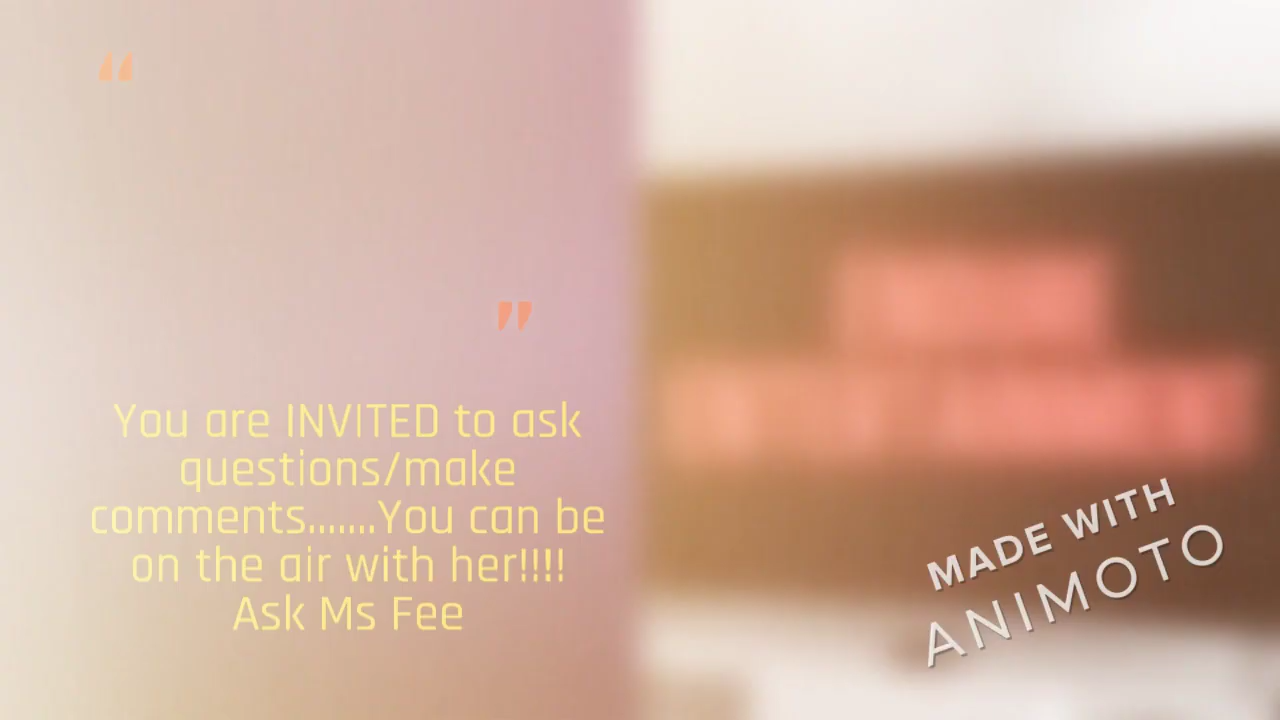 “
”
You are INVITED to ask
questions/make
comments.......You can be
on the air with her!!!!
Ask Ms Fee
MADE WITH
ANIMOTO